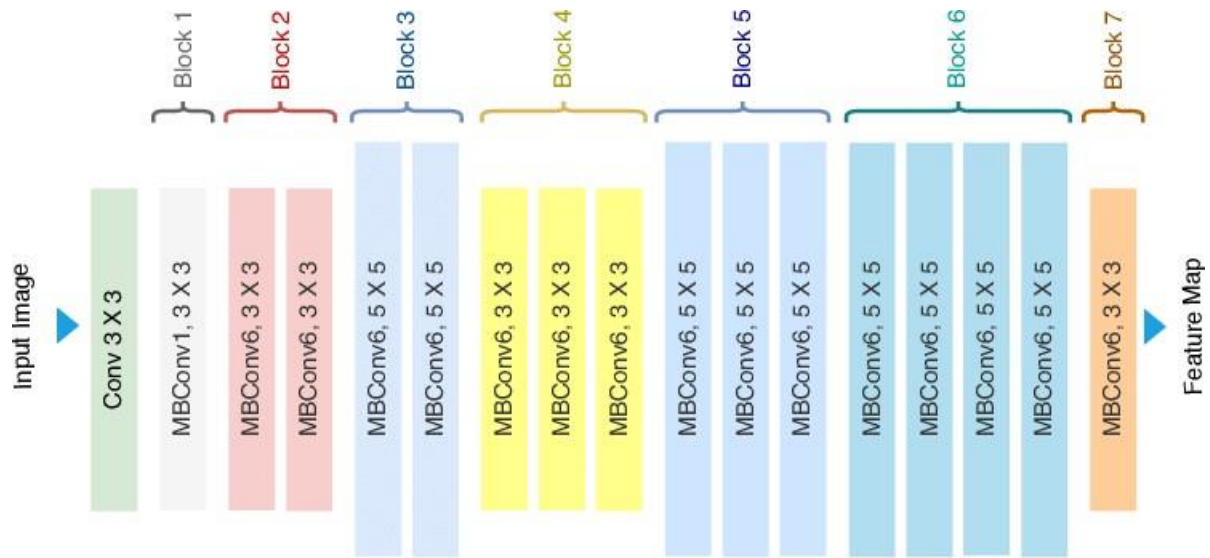 Input Image
Conv 3 X 3
Block 1
MBConv1, 3 X 3
Block 2
MBConv6, 3 X 3
MBConv6, 3 X 3
Block 3
MBConv6, 5 X 5
MBConv6, 5 X 5
Block 4
MBConv6, 3 X 3
MBConv6, 3 X 3
MBConv6, 3 X 3
Block 5
MBConv6, 5 X 5
MBConv6, 5 X 5
MBConv6, 5 X 5
Block 6
MBConv6, 5 X 5
MBConv6, 5 X 5
MBConv6, 5 X 5
MBConv6, 5 X 5
Block 7
MBConv6, 3 X 3
Feature Map